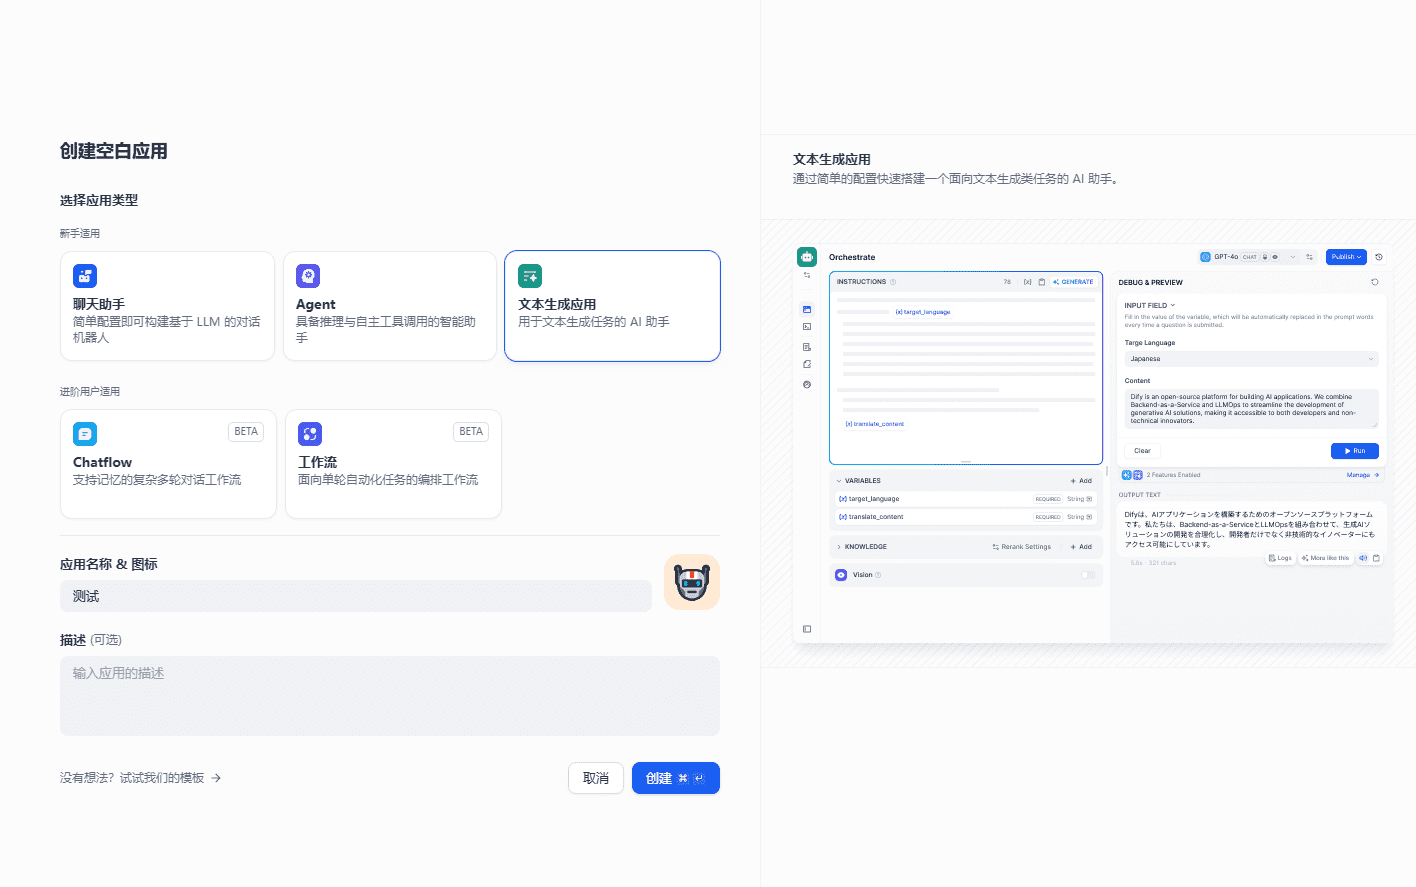 创建空白应用
选择应用类型
新手适用
聊天助手
简单配置即可构建基于 LLM 的对话
机器人
Agent
具备推理与自主工具调用的智能助
手
文本生成应用
用于文本生成任务的 AI 助手
进阶用户适用
BETA
Chatflow
支持记忆的复杂多轮对话工作流
BETA
工作流
面向单轮自动化任务的编排工作流
应用名称 & 图标
测试
描述 (可选)
输入应用的描述
没有想法？试试我们的模板 →
取消
创建 ⌘ ↵
文本生成应用
通过简单的配置快速搭建一个面向文本生成类任务的 AI 助手。
Orchestrate
GPT-4o CHAT
Publish
INSTRUCTIONS
78
{x}
GENERATE
{x} target_language
{x} translate_content
VARIABLES
+ Add
{x} target_language
REQUIRED String
{x} translate_content
REQUIRED String
KNOWLEDGE
Rerank Settings
+ Add
Vision
DEBUG & PREVIEW
INPUT FIELD
Fill in the value of the variable, which will be automatically replaced in the prompt words
every time a question is submitted.
Targe Language
Japanese
Content
Dify is an open-source platform for building AI applications. We combine
Backend-as-a-Service and LLMOps to streamline the development of
generative AI solutions, making it accessible to both developers and non-
technical innovators.
Clear
Run
2 Features Enabled
Manage →
OUTPUT TEXT
Difyは、AIアプリケーションを構築するためのオープンソースプラットフォーム
です。私たちは、Backend-as-a-ServiceとLLMOpsを組み合わせて、生成AIソ
リューションの開発を合理化し、開発者だけでなく非技術的なイノベーターにも
アクセス可能にしています。
5.6s · 321 chars
Logs
More like this